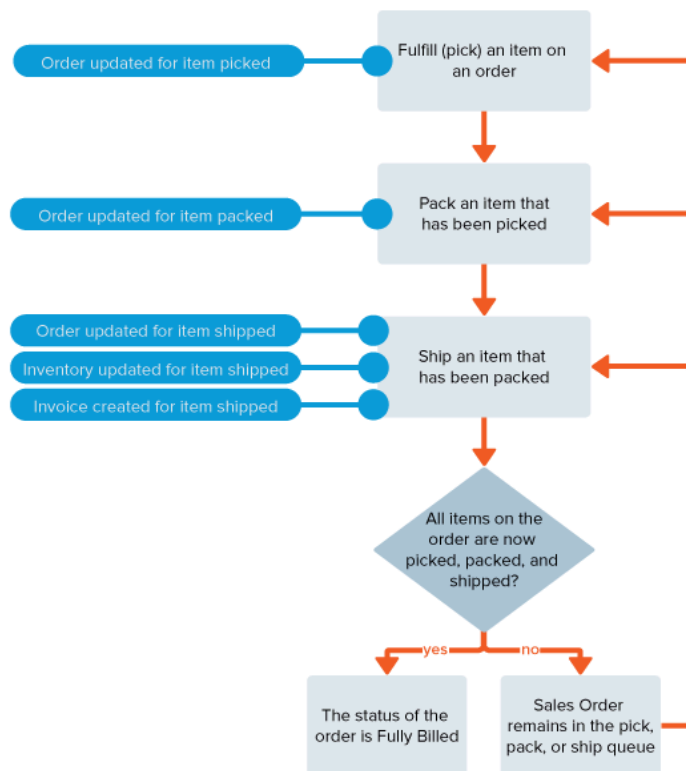 Order updated for item picked
Fulfill (pick) an item on
an order
Order updated for item packed
Pack an item that
has been picked
Order updated for item shipped
Inventory updated for item shipped
Invoice created for item shipped
Ship an item that
has been packed
All items on the
order are now
picked, packed, and
shipped?
yes
no
The status of the
order is Fully Billed
Sales Order
remains in the pick,
pack, or ship queue